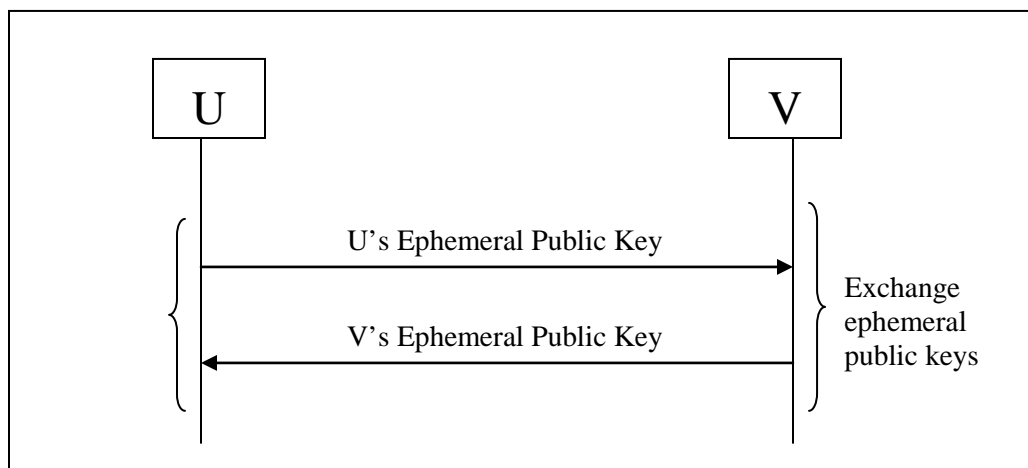 U
V
U’s Ephemeral Public Key
V’s Ephemeral Public Key
Exchange
ephemeral
public keys